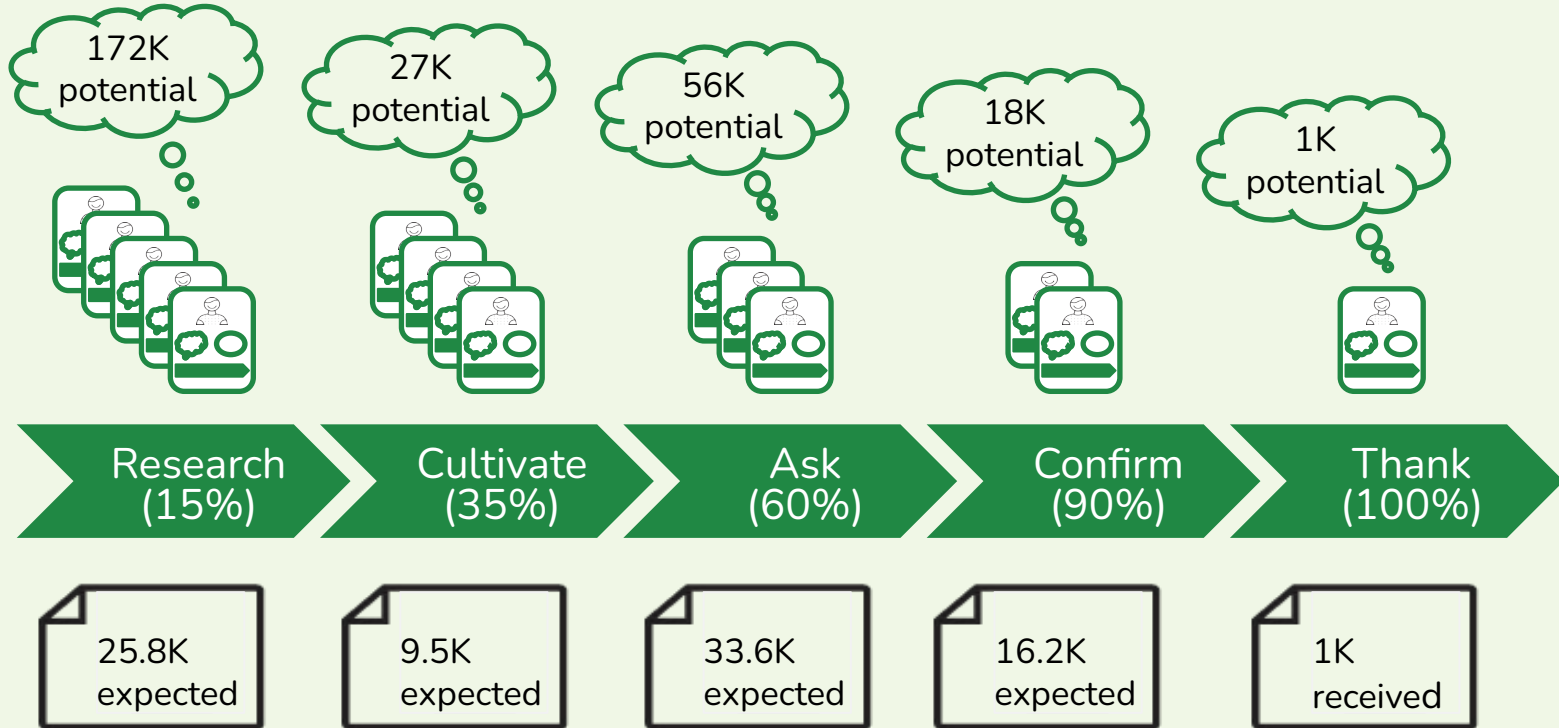 172K
potential
27K
potential
56K
potential
18K
potential
1K
potential
Research
(15%)
Cultivate
(35%)
Ask
(60%)
Confirm
(90%)
Thank
(100%)
25.8K
expected
9.5K
expected
33.6K
expected
16.2K
expected
1K
received